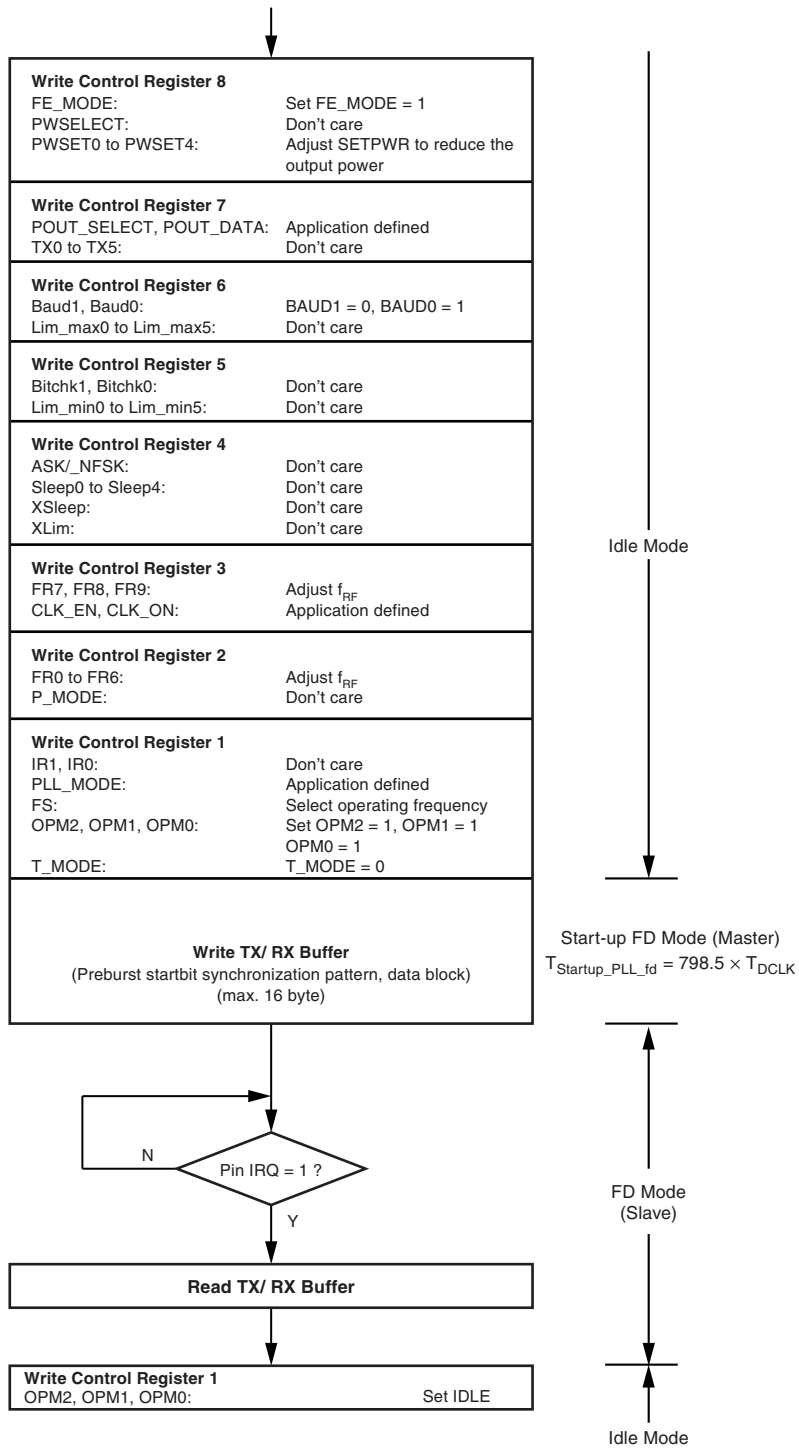 Write Control Register 8
FE_MODE: Set FE_MODE = 1
PWSELECT: Don't care
PWSET0 to PWSET4: Adjust SETPWR to reduce the
output power
Write Control Register 7
POUT_SELECT, POUT_DATA: Application defined
TX0 to TX5: Don't care
Write Control Register 6
Baud1, Baud0: BAUD1 = 0, BAUD0 = 1
Lim_max0 to Lim_max5: Don't care
Write Control Register 5
Bitchk1, Bitchk0: Don't care
Lim_min0 to Lim_min5: Don't care
Write Control Register 4
ASK/_NFSK: Don't care
Sleep0 to Sleep4: Don't care
XSleep: Don't care
XLim: Don't care
Write Control Register 3
FR7, FR8, FR9: Adjust fRF
CLK_EN, CLK_ON: Application defined
Write Control Register 2
FR0 to FR6: Adjust fRF
P_MODE: Don't care
Write Control Register 1
IR1, IR0: Don't care
PLL_MODE: Application defined
FS: Select operating frequency
OPM2, OPM1, OPM0: Set OPM2 = 1, OPM1 = 1
OPM0 = 1
T_MODE: T_MODE = 0
Idle Mode
Write TX/ RX Buffer
(Preburst startbit synchronization pattern, data block)
(max. 16 byte)
Start-up FD Mode (Master)
TStartup_PLL_fd = 798.5 × TDCLK
N
Pin IRQ = 1 ?
Y
FD Mode
(Slave)
Read TX/ RX Buffer
Write Control Register 1
OPM2, OPM1, OPM0: Set IDLE
Idle Mode